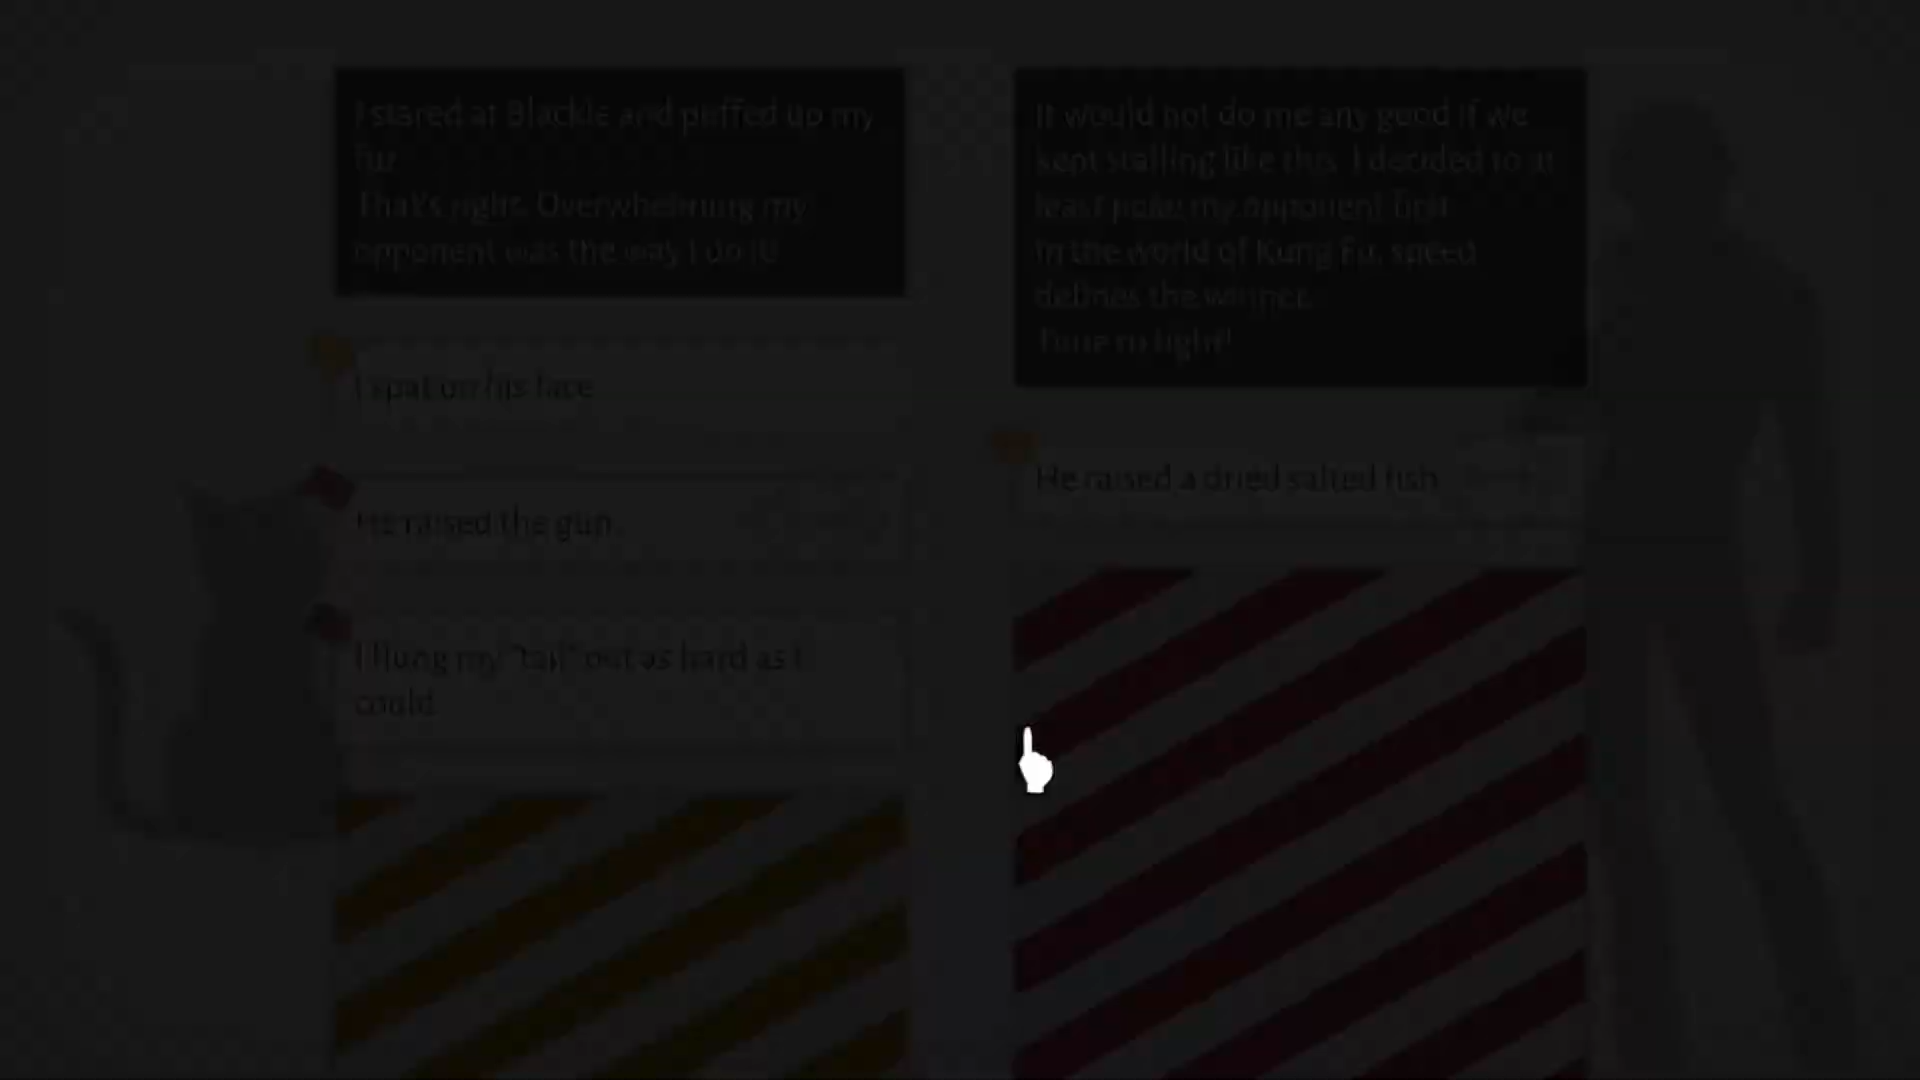 I stared at Blackie and puffed up my
fur.
That's right. Overwhelming my
opponent was the way I do it!
I spat on his face.
He raised the gun.
I flung my "tail" out as hard as I
could.
It would not do me any good if we
kept stalling like this. I decided to at
least poke my opponent first.
In the world of Kung Fu, speed
defines the winner.
Time to fight!
He raised a dried salted fish.